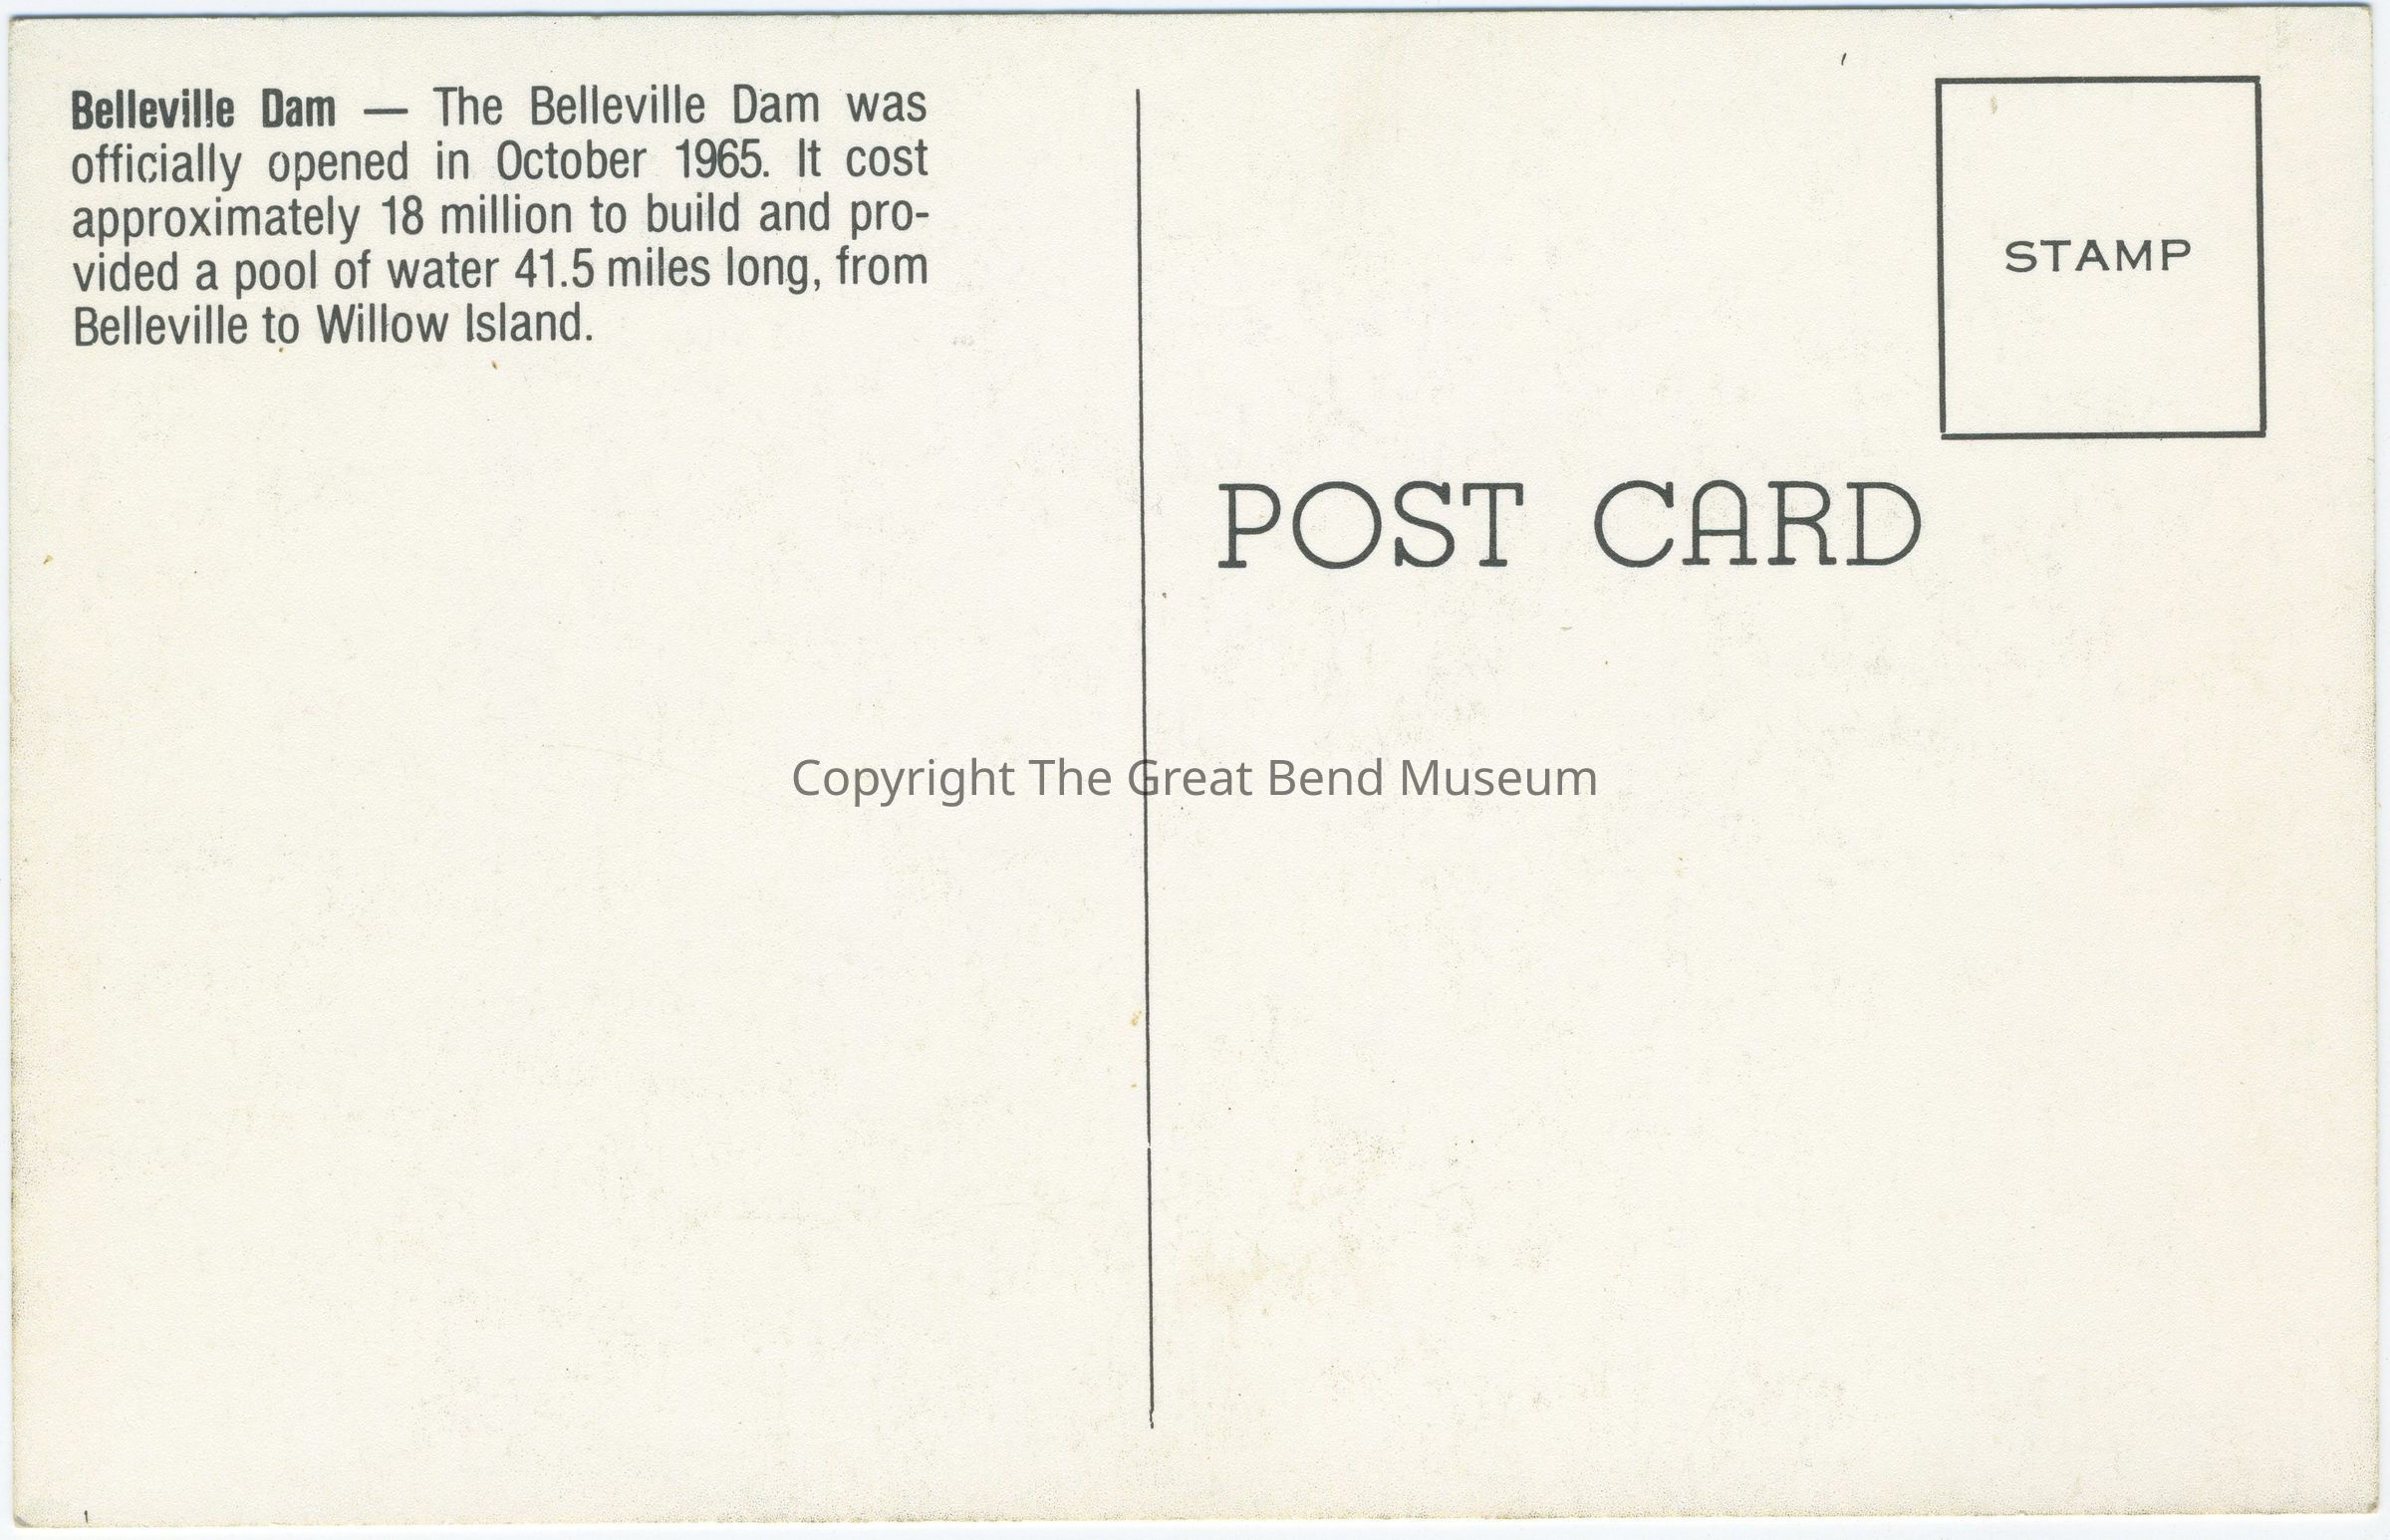 Belleville Dam — The Belleville Dam was
officially opened in October 1965. It cost
approximately 18 million to build and pro-
vided a pool of water 41.5 miles long, from
Belleville to Willow Island.
STAMP
POST CARD
Copyright The Great Bend Museum